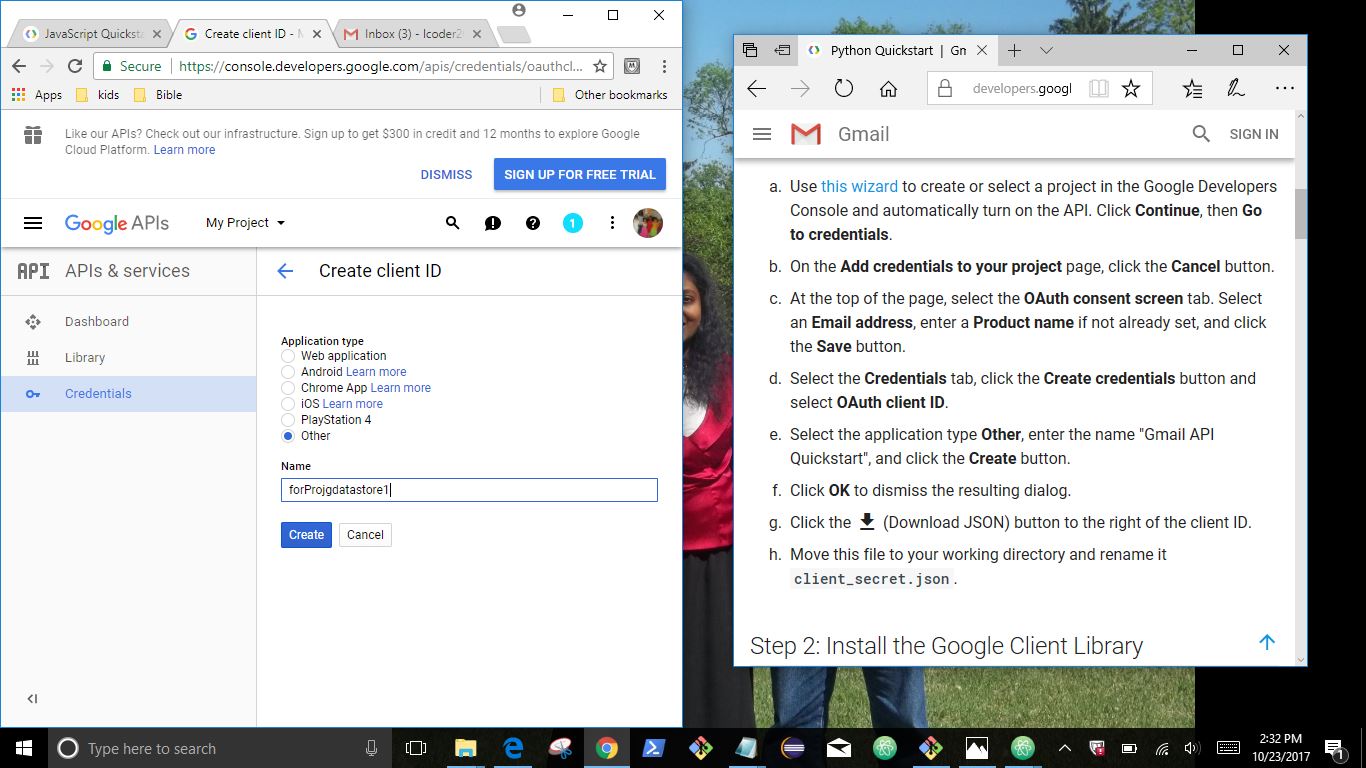 JavaScript Quicksta
Create client ID - M
Inbox (3) - lcoder2
Secure
https://console.developers.google.com/apis/credentials/oauthcl...
Apps
kids
Bible
Other bookmarks
Like our APIs? Check out our infrastructure. Sign up to get $300 in credit and 12 months to explore Google
Cloud Platform. Learn more
DISMISS
SIGN UP FOR FREE TRIAL
Google APIs
My Project
1
API
APIs & services
Create client ID
Dashboard
Library
Credentials
Application type
Web application
Android Learn more
Chrome App Learn more
iOS Learn more
PlayStation 4
Other
Name
forProjgdatastore1
Create
Cancel
Python Quickstart | Gm
developers.googl
Gmail
SIGN IN
a. Use this wizard to create or select a project in the Google Developers
Console and automatically turn on the API. Click Continue, then Go
to credentials.
b. On the Add credentials to your project page, click the Cancel button.
c. At the top of the page, select the OAuth consent screen tab. Select
an Email address, enter a Product name if not already set, and click
the Save button.
d. Select the Credentials tab, click the Create credentials button and
select OAuth client ID.
e. Select the application type Other, enter the name "Gmail API
Quickstart", and click the Create button.
f. Click OK to dismiss the resulting dialog.
g. Click the (Download JSON) button to the right of the client ID.
h. Move this file to your working directory and rename it
client_secret.json.
Step 2: Install the Google Client Library
Type here to search
2:32 PM
10/23/2017
1